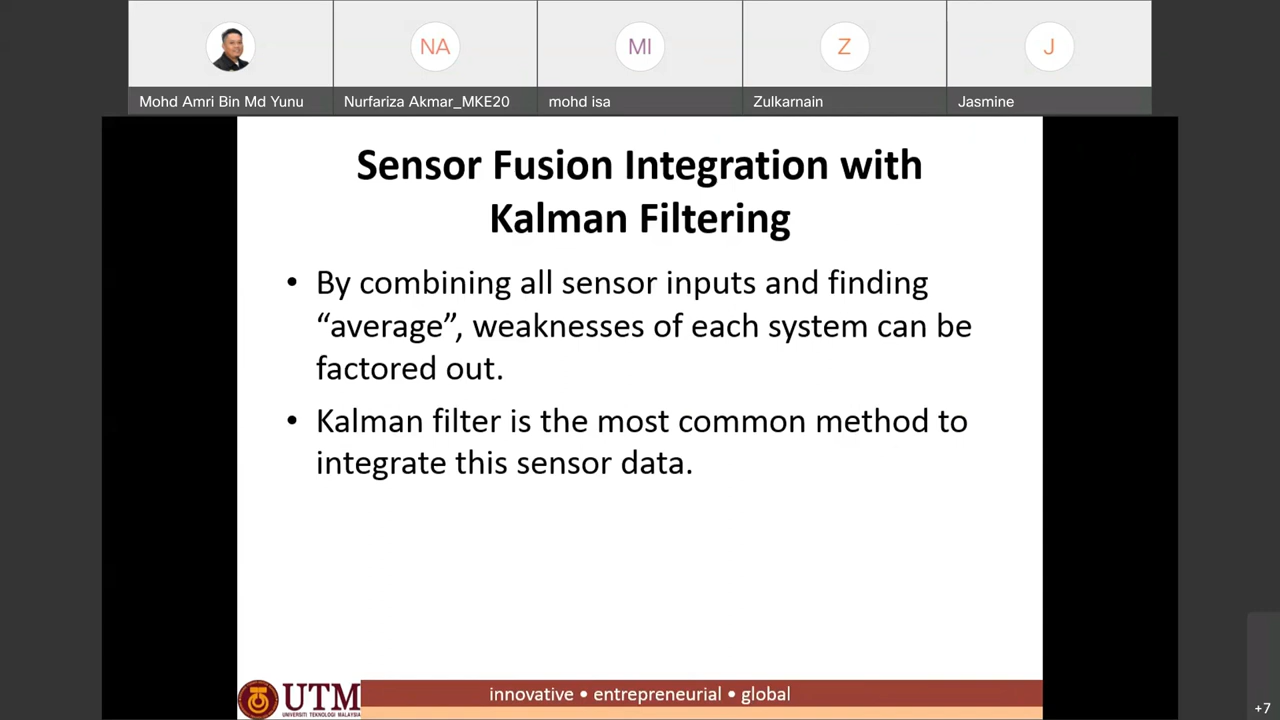 NA
MI
Z
J
Mohd Amri Bin Md Yunu
Nurfariza Akmar_MKE20
mohd isa
Zulkarnain
Jasmine
Sensor Fusion Integration with
Kalman Filtering
• By combining all sensor inputs and finding
“average”, weaknesses of each system can be
factored out.
• Kalman filter is the most common method to
integrate this sensor data.
UTM
UNIVERSITI TEKNOLOGI MALAYSIA
innovative • entrepreneurial • global
+7